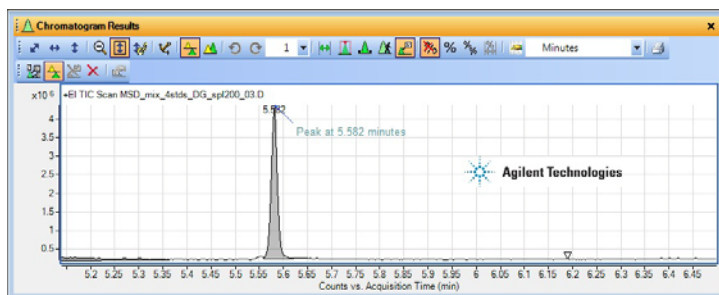 Chromatogram Results
1
%
Minutes
x10 6
+EI TIC Scan MSD_mix_4stds_DG_spl200_03.D
5.582
Peak at 5.582 minutes
Agilent Technologies
4
3.5
3
2.5
2
1.5
1
0.5
5.2 5.25 5.3 5.35 5.4 5.45 5.5 5.55 5.6 5.65 5.7 5.75 5.8 5.85 5.9 5.95 6 6.05 6.1 6.15 6.2 6.25 6.3 6.35 6.4 6.45
Counts vs. Acquisition Time (min)